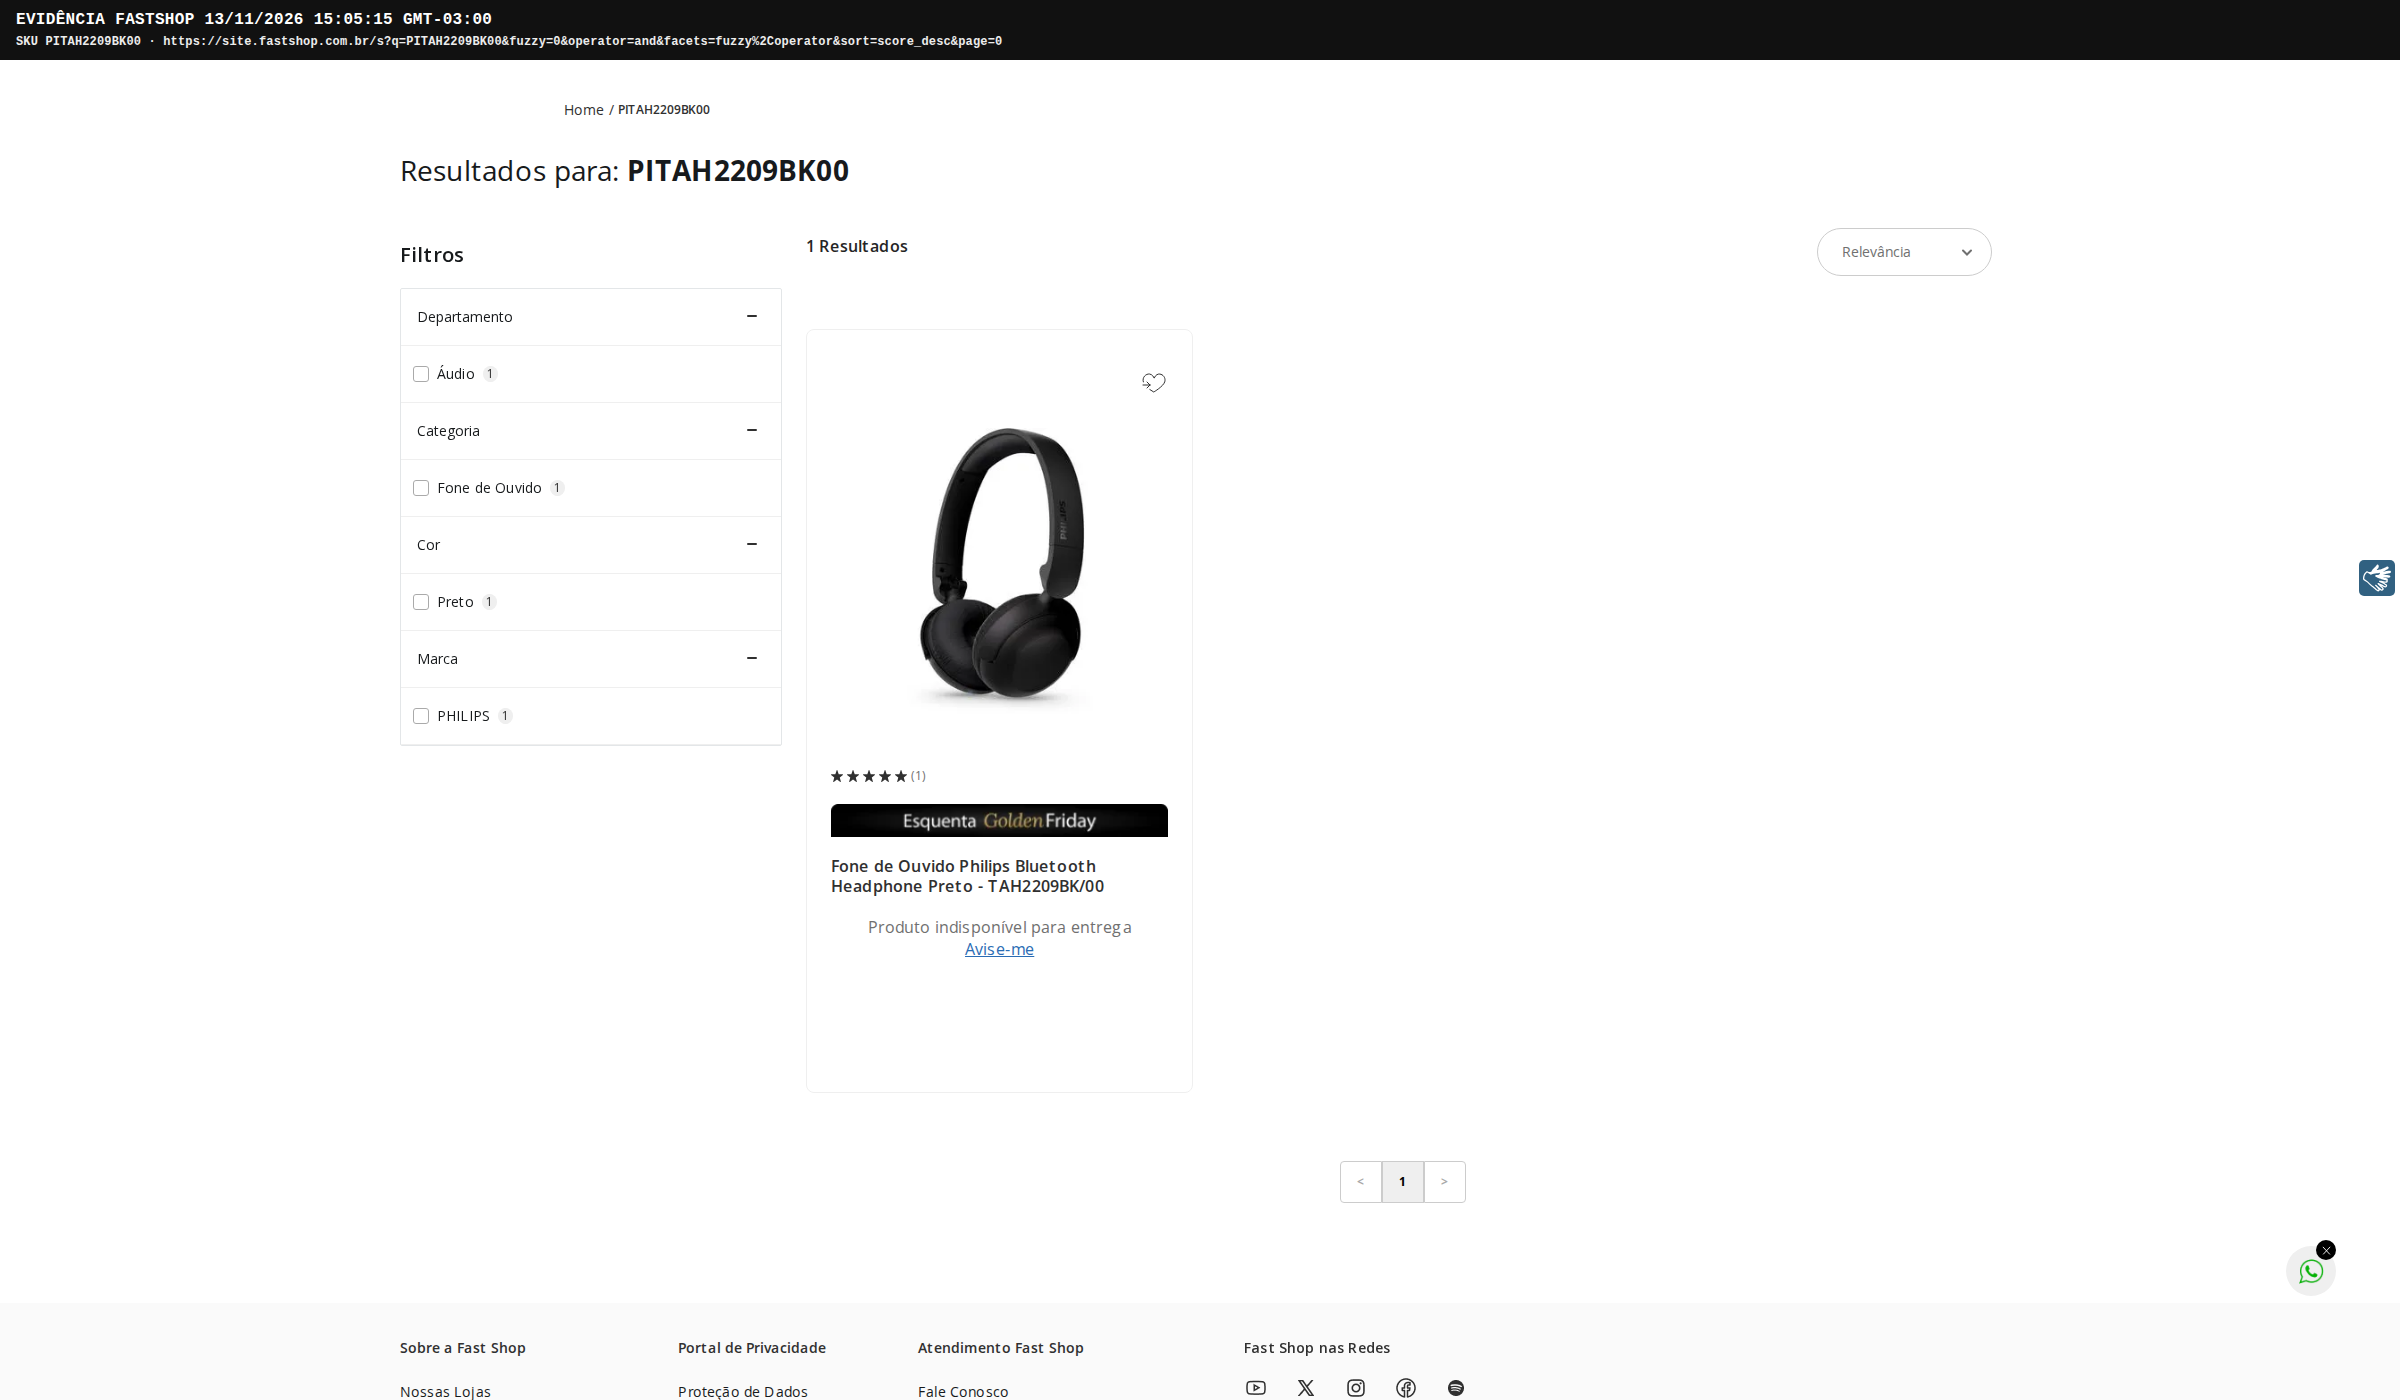 EVIDÊNCIA FASTSHOP 13/11/2026 15:05:15 GMT-03:00
SKU PITAH2209BK00 · https://site.fastshop.com.br/s?q=PITAH2209BK00&fuzzy=0&operator=and&facets=fuzzy%2Coperator&sort=score_desc&page=0
Home / PITAH2209BK00
Resultados para: PITAH2209BK00
Filtros
Departamento
Áudio 1
Categoria
Fone de Ouvido 1
Cor
Preto 1
Marca
PHILIPS 1
1 Resultados
Relevância
PHILIPS
(1)
Esquenta Golden Friday
Fone de Ouvido Philips Bluetooth
Headphone Preto - TAH2209BK/00
Produto indisponível para entrega
Avise-me
< 1 >
Sobre a Fast Shop
Nossas Lojas
Portal de Privacidade
Proteção de Dados
Atendimento Fast Shop
Fale Conosco
Fast Shop nas Redes